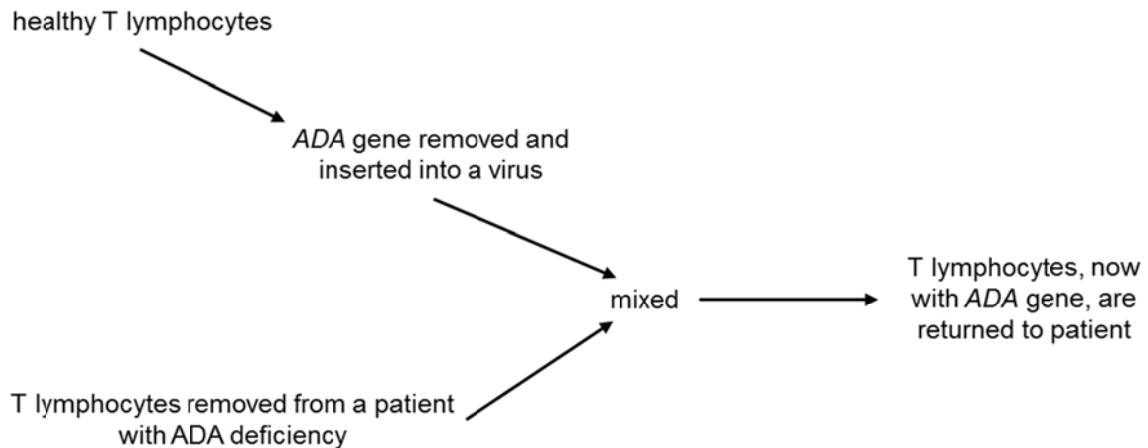 healthy T lymphocytes
ADA gene removed and
inserted into a virus
mixed
T lymphocytes, now
with ADA gene, are
returned to patient
T lymphocytes removed from a patient
with ADA deficiency